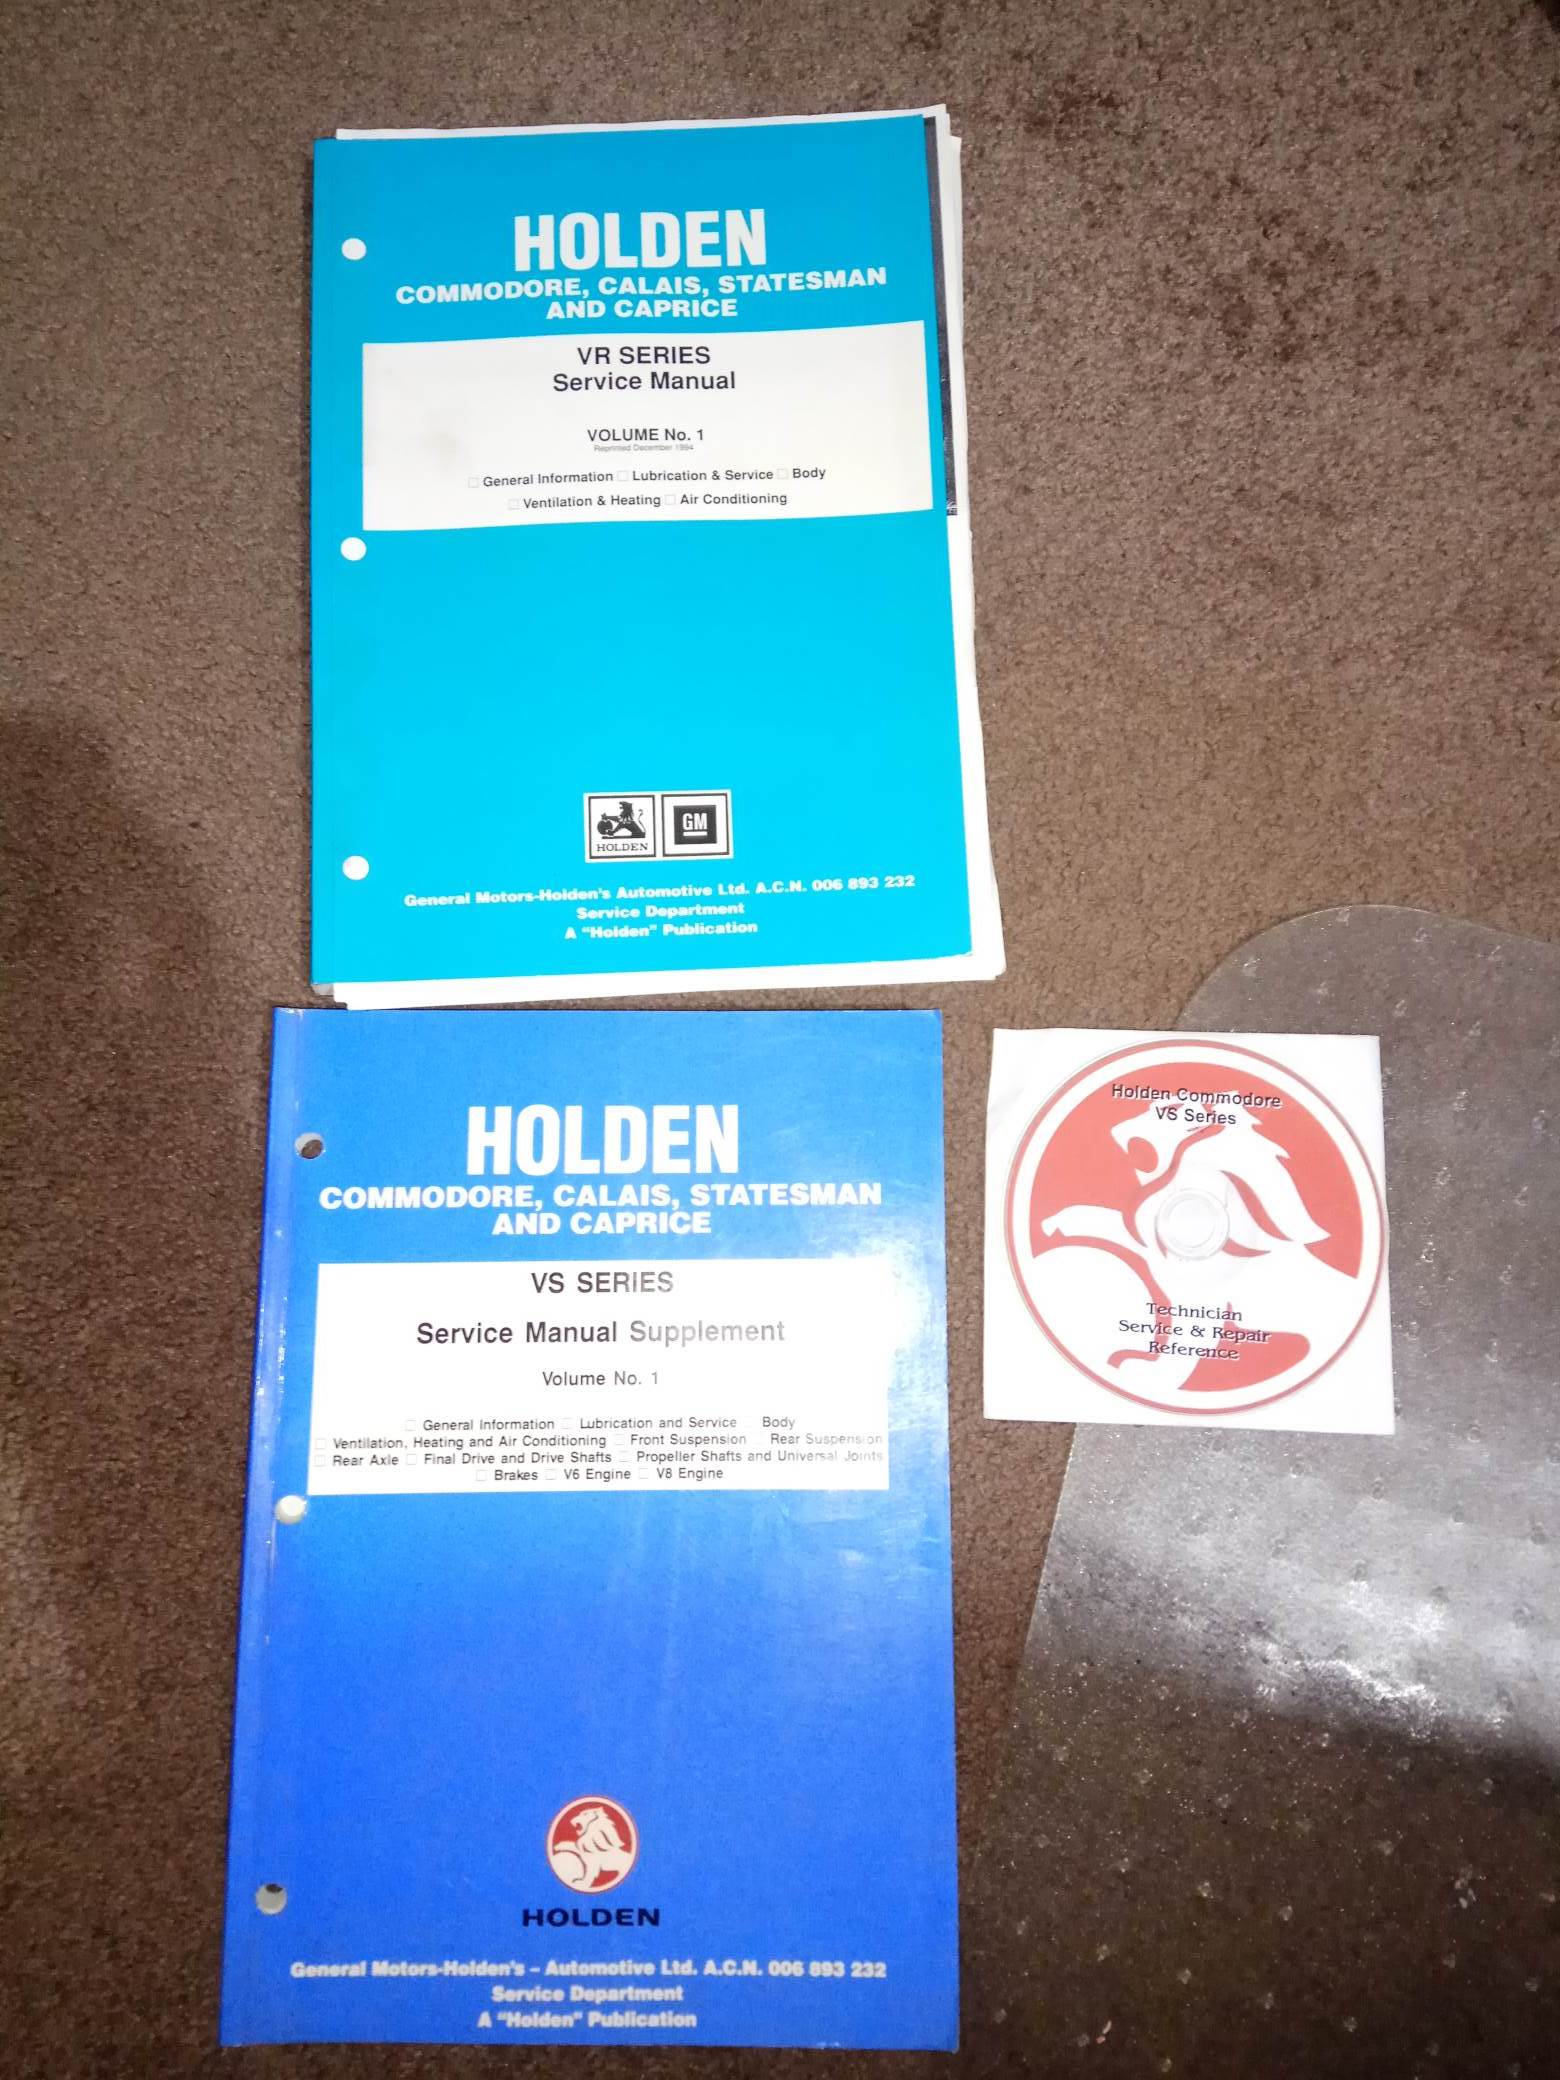 HOLDEN
COMMODORE, CALAIS, STATESMAN
AND CAPRICE
VR SERIES
Service Manual
VOLUME No. 1
Reprinted December 1994
□ General Information □ Lubrication & Service □ Body
□ Ventilation & Heating □ Air Conditioning
HOLDEN
GM
General Motors-Holden's Automotive Ltd. A.C.N. 006 893 232
Service Department
A "Holden" Publication
HOLDEN
COMMODORE, CALAIS, STATESMAN
AND CAPRICE
VS SERIES
Service Manual Supplement
Volume No. 1
□ General Information □ Lubrication and Service □ Body
□ Ventilation, Heating and Air Conditioning □ Front Suspension □ Rear Suspension
□ Rear Axle □ Final Drive and Drive Shafts □ Propeller Shafts and Universal Joints
□ Brakes □ V6 Engine □ V8 Engine
HOLDEN
General Motors-Holden's – Automotive Ltd. A.C.N. 006 893 232
Service Department
A "Holden" Publication
Holden Commodore
VS Series
Technician
Service & Repair
Reference